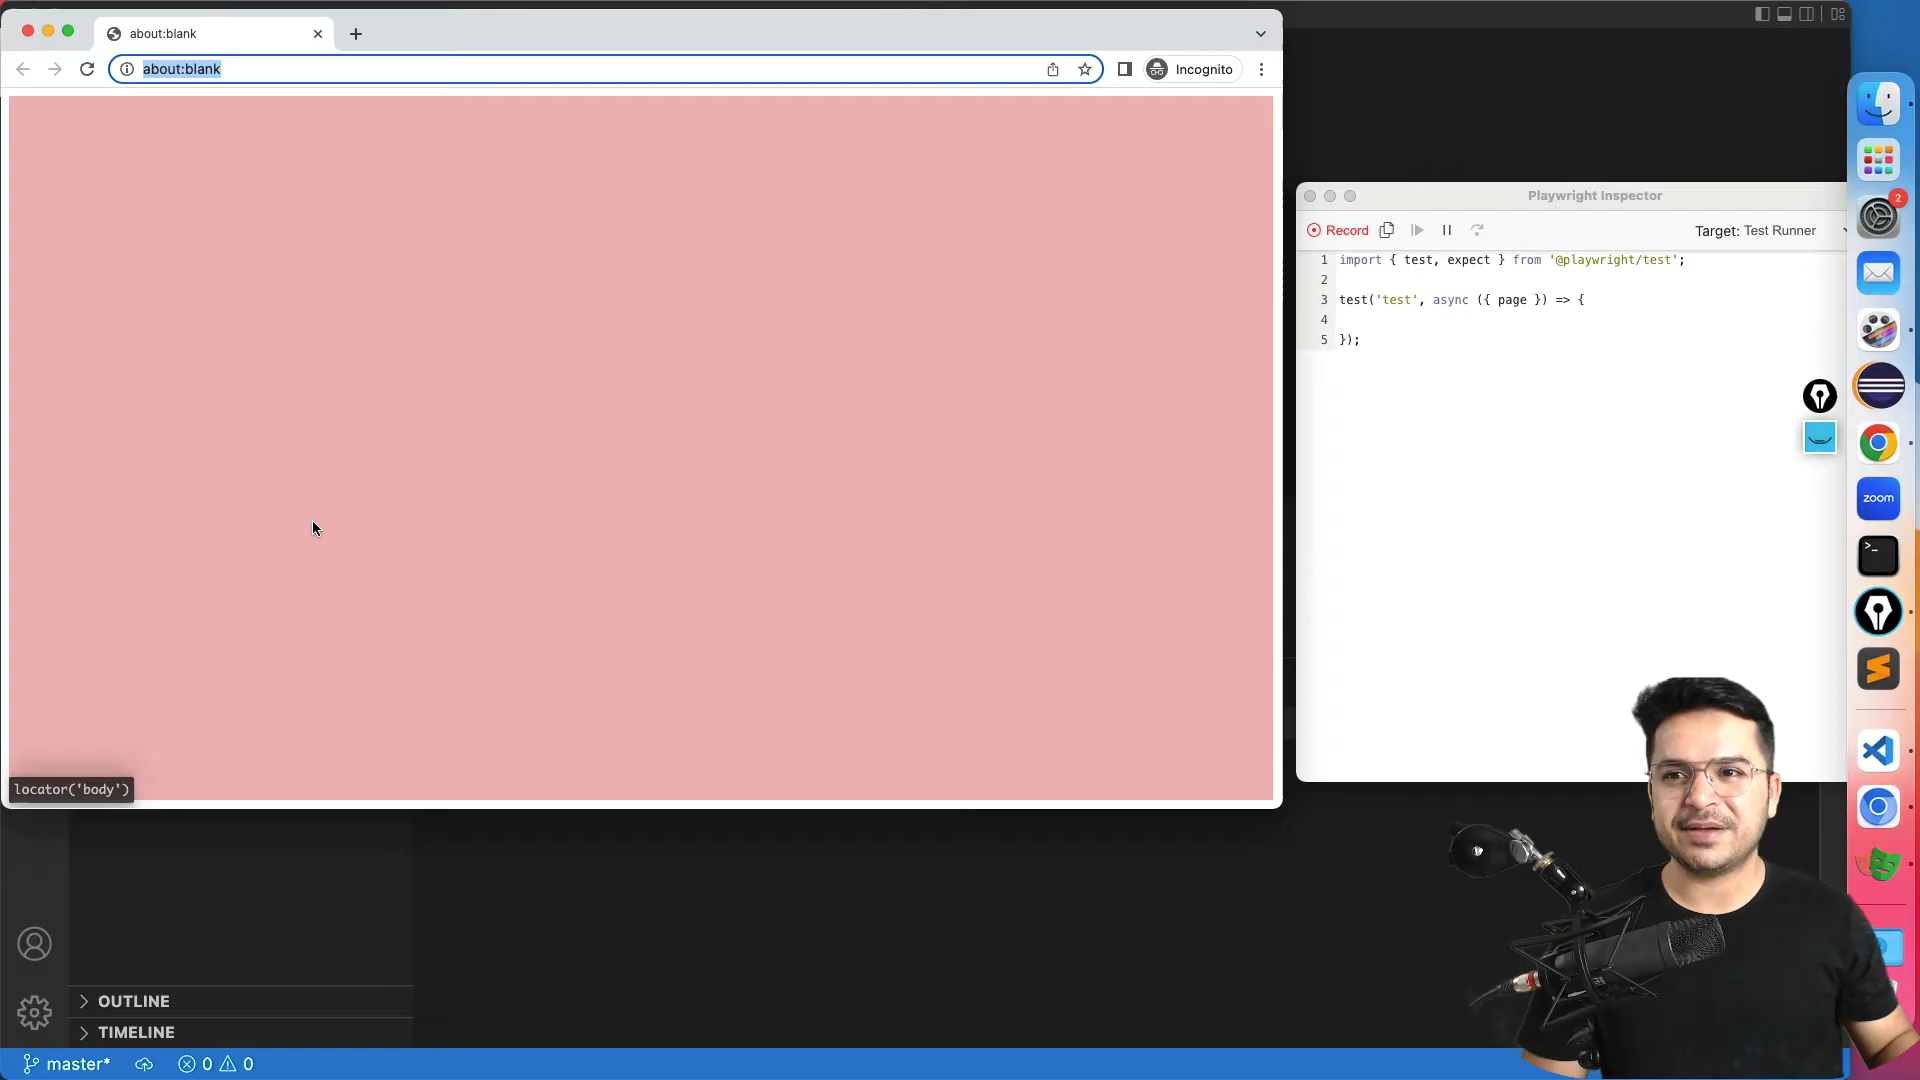 about:blank
about:blank
Incognito
locator('body')
Playwright Inspector
Record
Target: Test Runner
1 import { test, expect } from '@playwright/test';
2
3 test('test', async ({ page }) => {
4
5 });
2
zoom
>_
OUTLINE
TIMELINE
master*
0
0